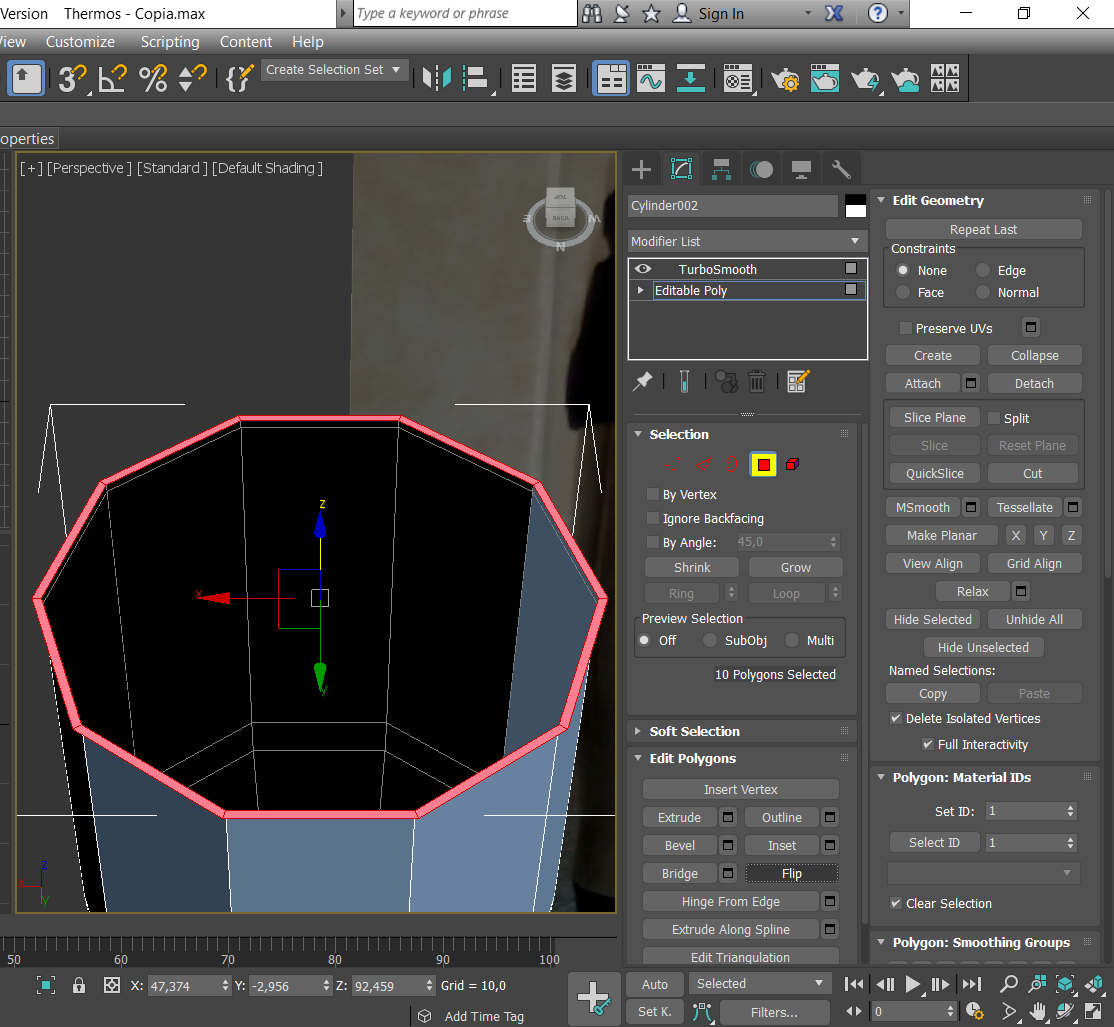 Version Thermos - Copia.max Type a keyword or phrase Sign In
View Customize Scripting Content Help
Create Selection Set
operties
[ + ] [Perspective ] [Standard ] [Default Shading ]
TOP
BACK
E W
N
z
x
y
z
x
y
Cylinder002
Modifier List
TurboSmooth
Editable Poly
Selection
By Vertex
Ignore Backfacing
By Angle: 45,0
Shrink Grow
Ring Loop
Preview Selection
Off SubObj Multi
10 Polygons Selected
Soft Selection
Edit Polygons
Insert Vertex
Extrude Outline
Bevel Inset
Bridge Flip
Hinge From Edge
Extrude Along Spline
Edit Triangulation
Edit Geometry
Repeat Last
Constraints
None Edge
Face Normal
Preserve UVs
Create Collapse
Attach Detach
Slice Plane Split
Slice Reset Plane
QuickSlice Cut
MSmooth Tessellate
Make Planar X Y Z
View Align Grid Align
Relax
Hide Selected Unhide All
Hide Unselected
Named Selections:
Copy Paste
Delete Isolated Vertices
Full Interactivity
Polygon: Material IDs
Set ID: 1
Select ID 1
Clear Selection
Polygon: Smoothing Groups
50 60 70 80 90 100
X: 47,374 Y: -2,956 Z: 92,459 Grid = 10,0
Add Time Tag
Auto Selected
Set K. Filters... 0